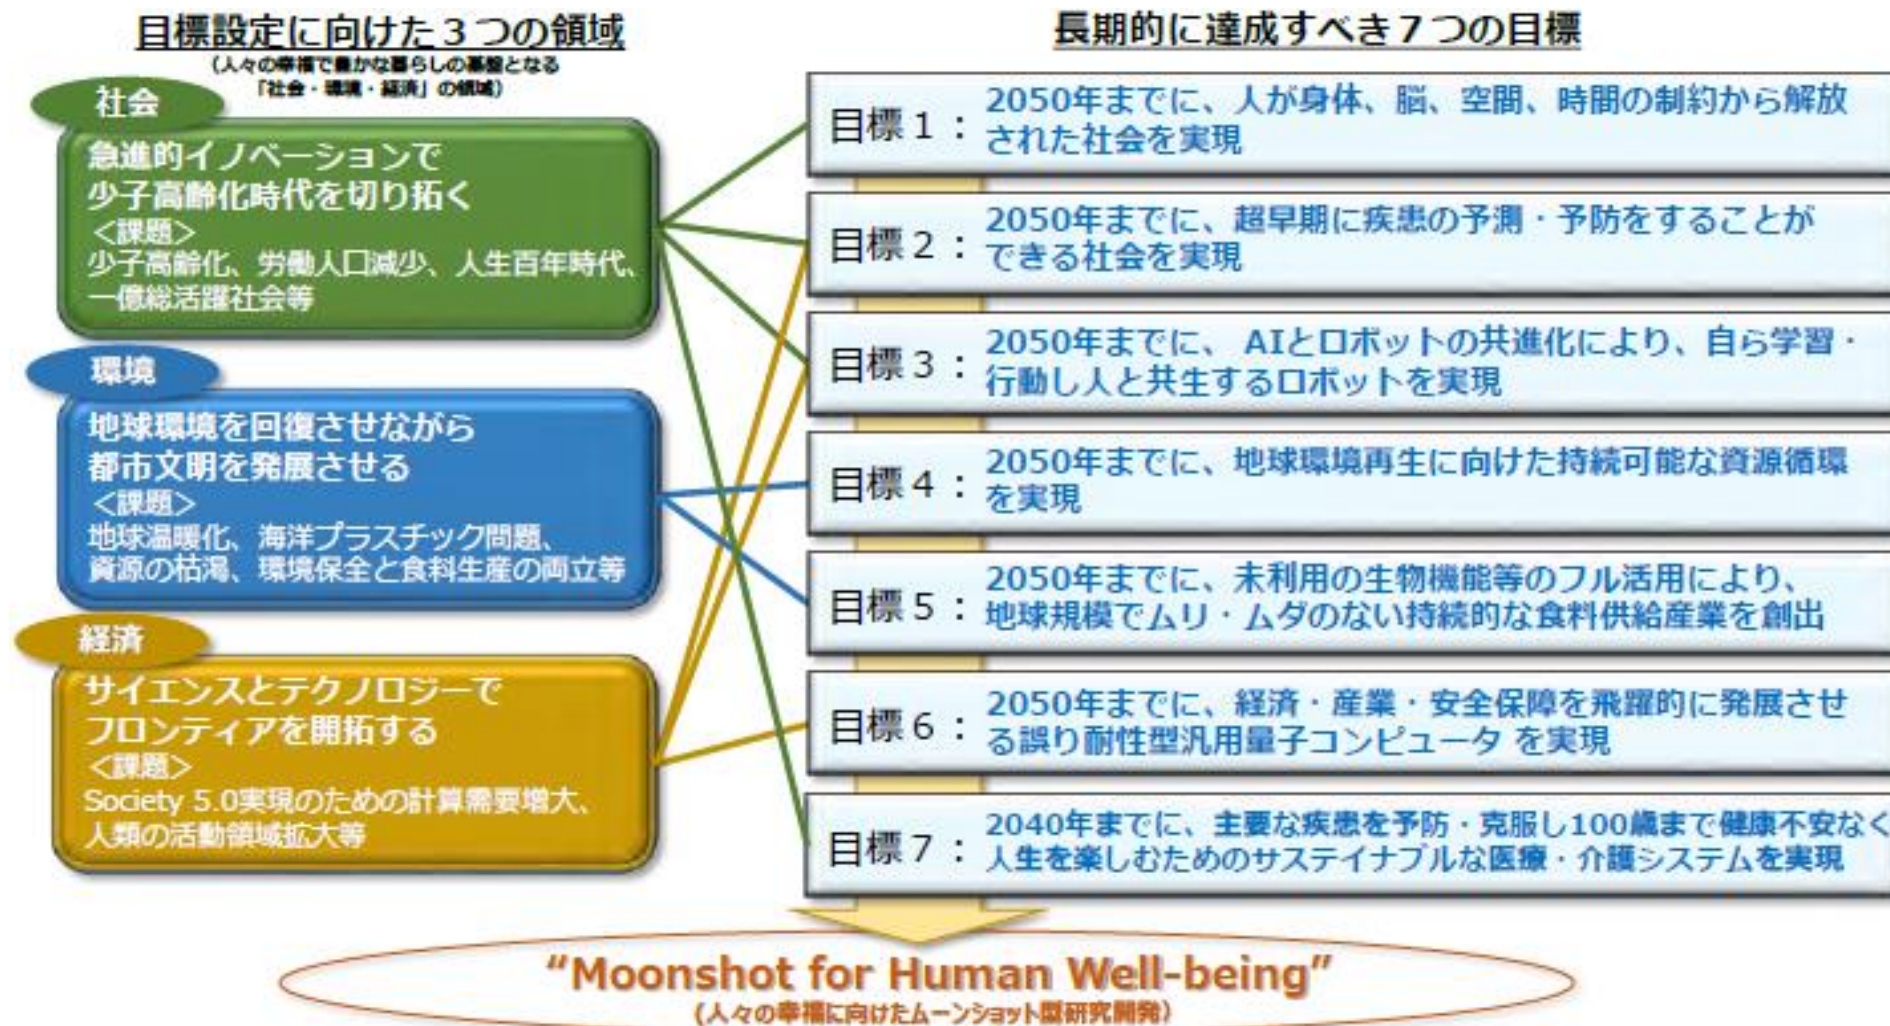 目標設定に向けた３つの領域
(人々の幸福で豊かな暮らしの基盤となる
「社会・環境・経済」の領域)
社会
急進的イノベーションで
少子高齢化時代を切り拓く
＜課題＞
少子高齢化、労働人口減少、人生百年時代、
一億総活躍社会等
環境
地球環境を回復させながら
都市文明を発展させる
＜課題＞
地球温暖化、海洋プラスチック問題、
資源の枯渇、環境保全と食料生産の両立等
経済
サイエンスとテクノロジーで
フロンティアを開拓する
＜課題＞
Society 5.0実現のための計算需要増大、
人類の活動領域拡大等
長期的に達成すべき７つの目標
目標１：
2050年までに、人が身体、脳、空間、時間の制約から解放
された社会を実現
目標２：
2050年までに、超早期に疾患の予測・予防をすることが
できる社会を実現
目標３：
2050年までに、 AIとロボットの共進化により、自ら学習・
行動し人と共生するロボットを実現
目標４：
2050年までに、地球環境再生に向けた持続可能な資源循環
を実現
目標５：
2050年までに、未利用の生物機能等のフル活用により、
地球規模でムリ・ムダのない持続的な食料供給産業を創出
目標６：
2050年までに、経済・産業・安全保障を飛躍的に発展させ
る誤り耐性型汎用量子コンピュータ を実現
目標７：
2040年までに、主要な疾患を予防・克服し100歳まで健康不安なく
人生を楽しむためのサステイナブルな医療・介護システムを実現
“Moonshot for Human Well-being”
(人々の幸福に向けたムーンショット型研究開発)